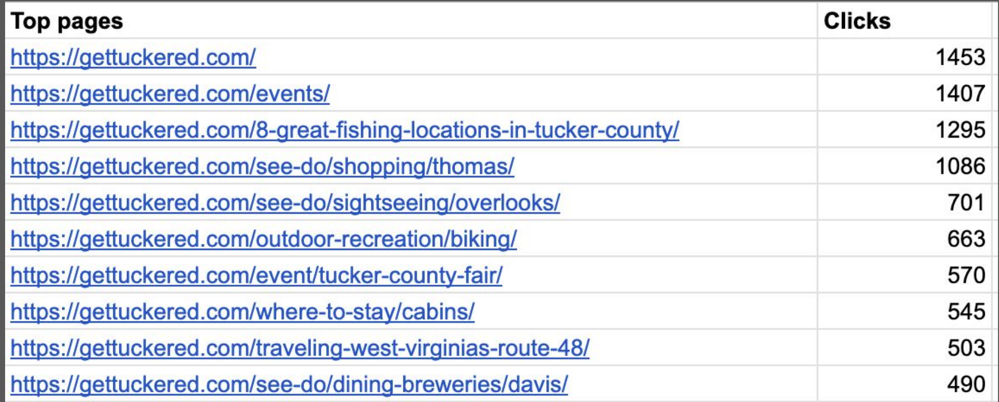 Top pages Clicks
https://gettuckered.com/ 1453
https://gettuckered.com/events/ 1407
https://gettuckered.com/8-great-fishing-locations-in-tucker-county/ 1295
https://gettuckered.com/see-do/shopping/thomas/ 1086
https://gettuckered.com/see-do/sightseeing/overlooks/ 701
https://gettuckered.com/outdoor-recreation/biking/ 663
https://gettuckered.com/event/tucker-county-fair/ 570
https://gettuckered.com/where-to-stay/cabins/ 545
https://gettuckered.com/traveling-west-virginias-route-48/ 503
https://gettuckered.com/see-do/dining-breweries/davis/ 490